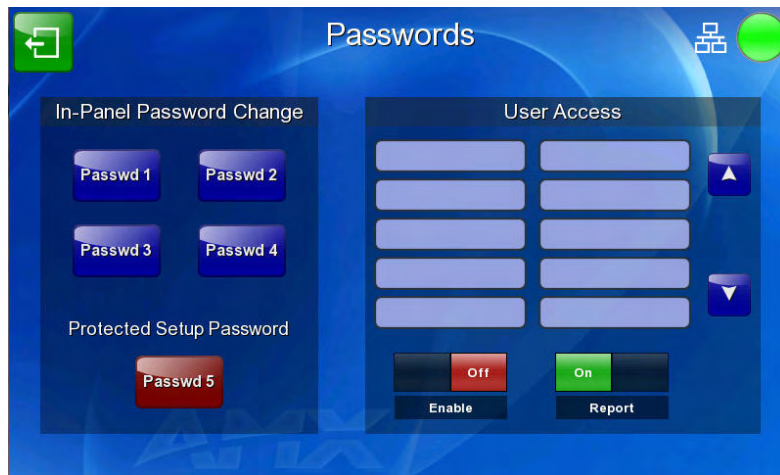 Passwords
In-Panel Password Change
Passwd 1
Passwd 2
Passwd 3
Passwd 4
Protected Setup Password
Passwd 5
User Access
Off
On
Enable
Report
AMX